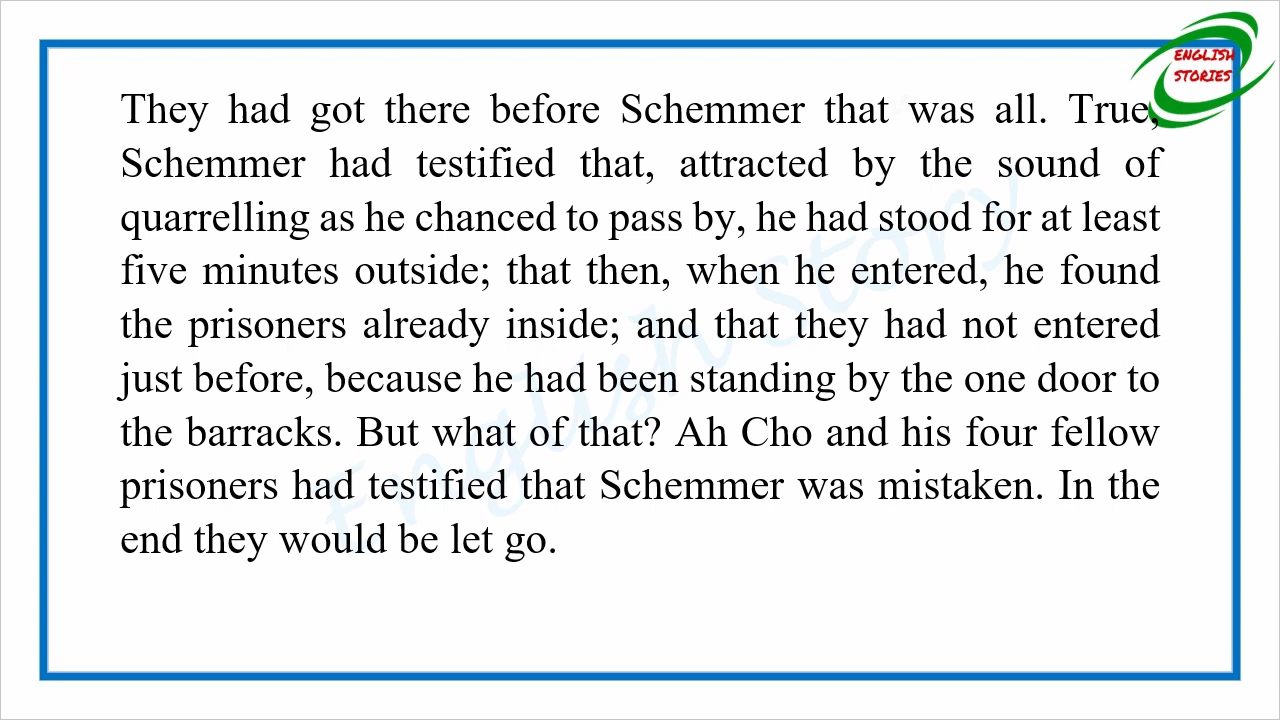 ENGLISH
STORIES
They had got there before Schemmer that was all. True,
Schemmer had testified that, attracted by the sound of
quarrelling as he chanced to pass by, he had stood for at least
five minutes outside; that then, when he entered, he found
the prisoners already inside; and that they had not entered
just before, because he had been standing by the one door to
the barracks. But what of that? Ah Cho and his four fellow
prisoners had testified that Schemmer was mistaken. In the
end they would be let go.
English Story